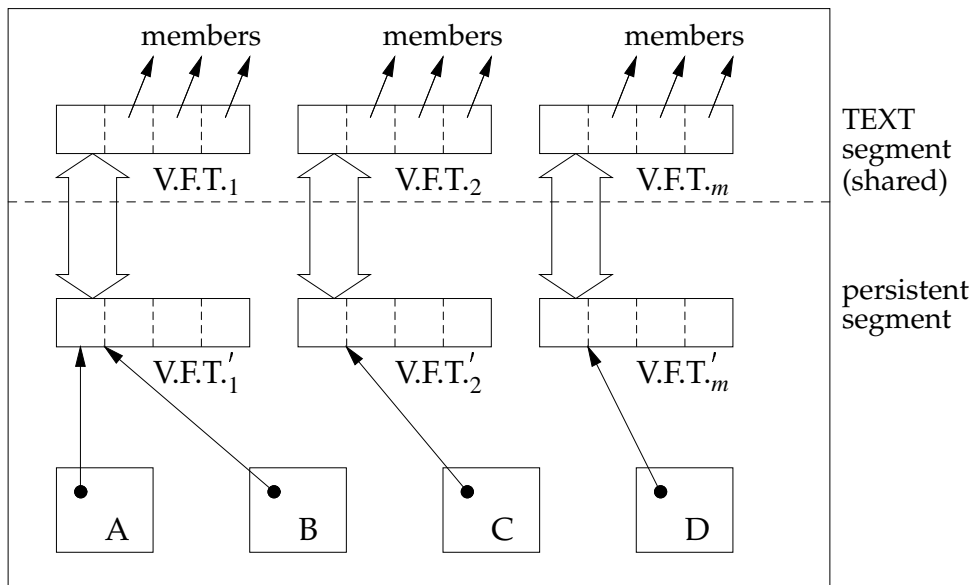 members members members
V.F.T.₁ V.F.T.₂ V.F.T.ₘ
TEXT
segment
(shared)
persistent
segment
V.F.T.₁′ V.F.T.₂′ V.F.T.ₘ′
A B C D